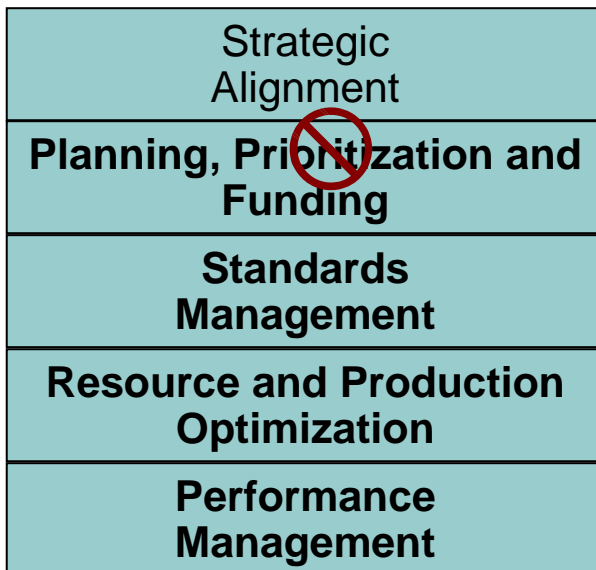 Strategic
Alignment
Planning, Prioritization and
Funding
Standards
Management
Resource and Production
Optimization
Performance
Management